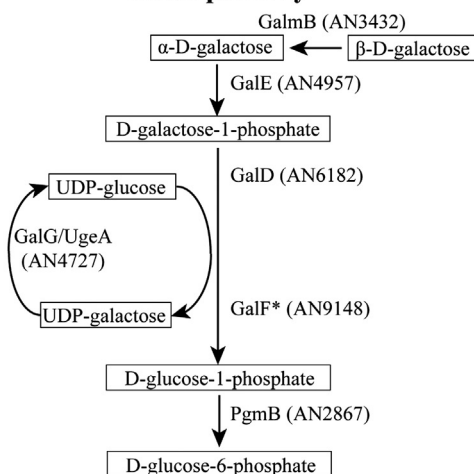 GalmB (AN3432)
α-D-galactose
β-D-galactose
GalE (AN4957)
D-galactose-1-phosphate
GalD (AN6182)
UDP-glucose
GalG/UgeA
(AN4727)
UDP-galactose
GalF* (AN9148)
D-glucose-1-phosphate
PgmB (AN2867)
D-glucose-6-phosphate